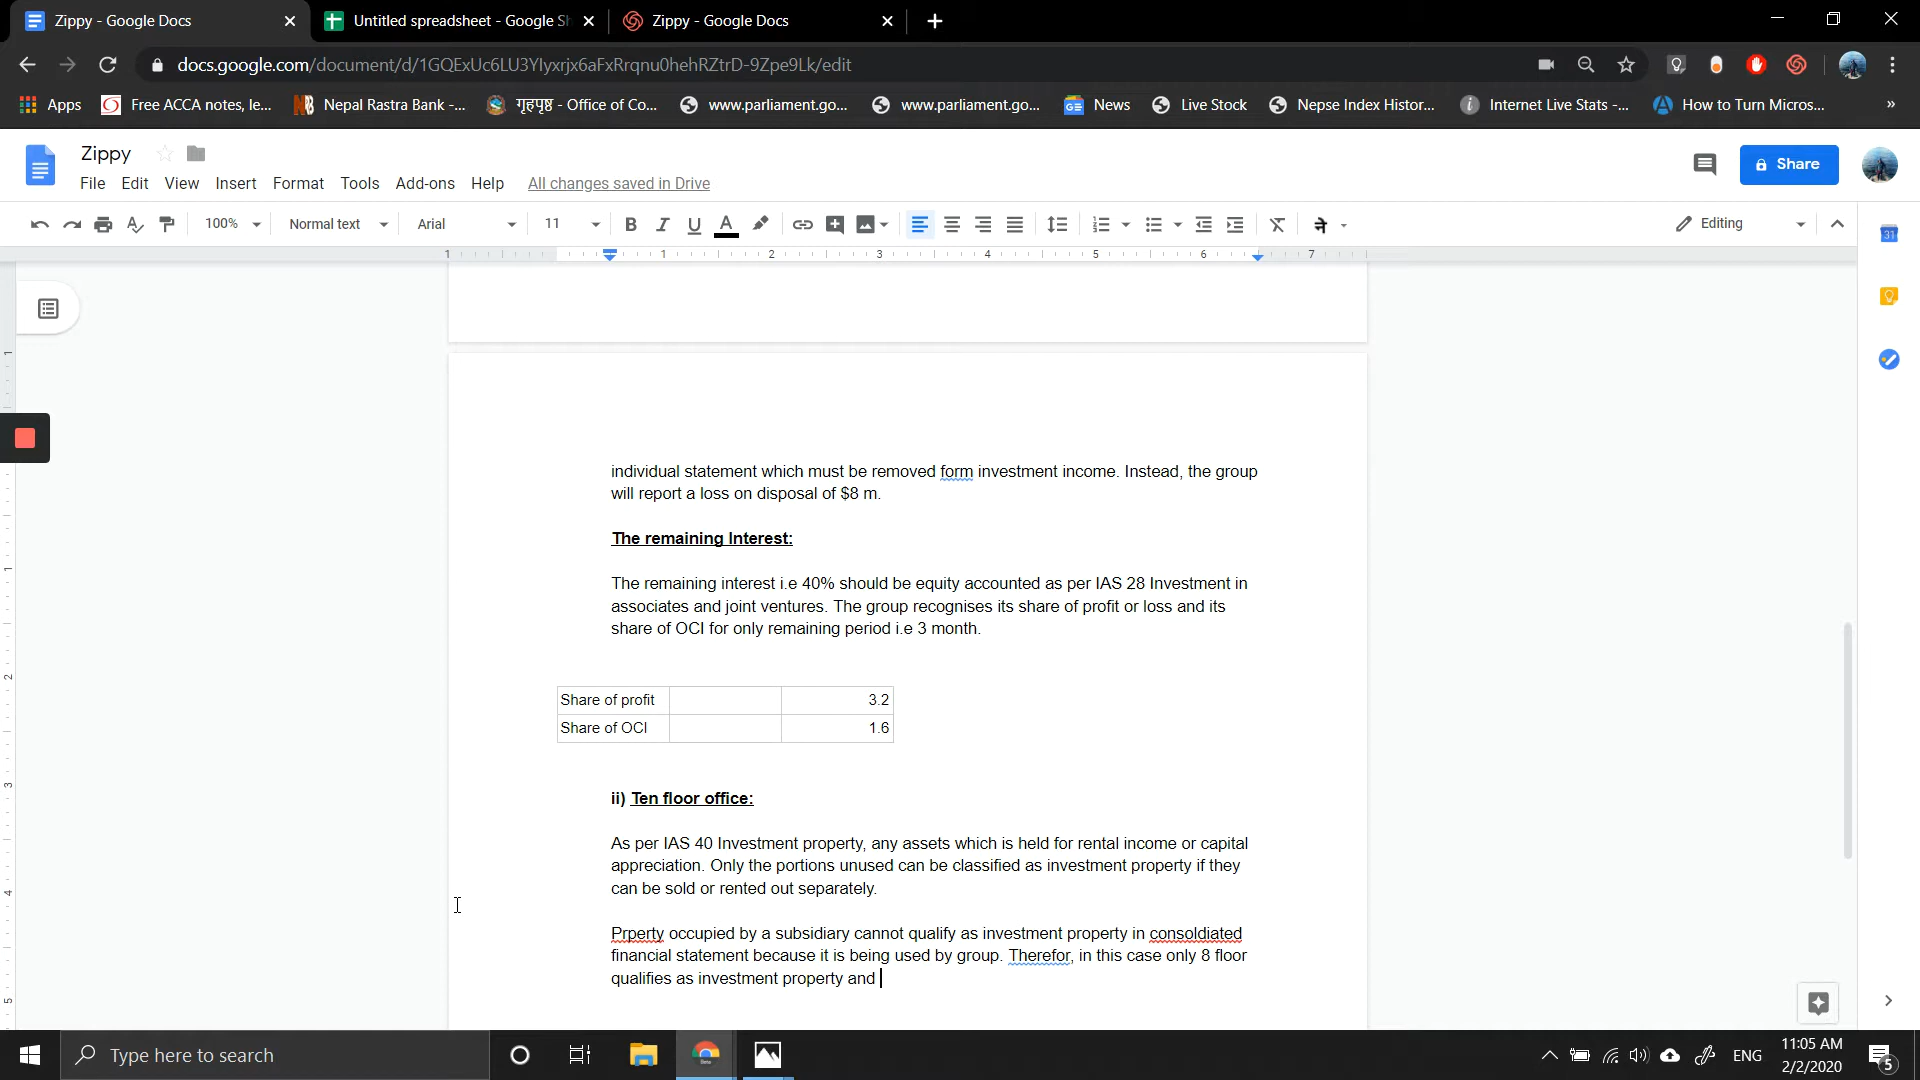 Zippy - Google Docs
Untitled spreadsheet - Google Sh
Zippy - Google Docs
docs.google.com/document/d/1GQExUc6LU3YIyxrjx6aFxRrqnu0hehRZtrD-9Zpe9Lk/edit
Apps
Free ACCA notes, le...
Nepal Rastra Bank -...
गृहपृष्ठ - Office of Co...
www.parliament.go...
www.parliament.go...
News
Live Stock
Nepse Index Histor...
Internet Live Stats -...
How to Turn Micros...
»
Zippy
File Edit View Insert Format Tools Add-ons Help All changes saved in Drive
Share
100% Normal text Arial 11 B I U A Editing
1 1 2 3 4 5 6 7
individual statement which must be removed form investment income. Instead, the group
will report a loss on disposal of $8 m.
The remaining Interest:
The remaining interest i.e 40% should be equity accounted as per IAS 28 Investment in
associates and joint ventures. The group recognises its share of profit or loss and its
share of OCI for only remaining period i.e 3 month.
Share of profit 3.2
Share of OCI 1.6
ii) Ten floor office:
As per IAS 40 Investment property, any assets which is held for rental income or capital
appreciation. Only the portions unused can be classified as investment property if they
can be sold or rented out separately.
Prperty occupied by a subsidiary cannot qualify as investment property in consoldiated
financial statement because it is being used by group. Therefor, in this case only 8 floor
qualifies as investment property and
Type here to search
ENG
11:05 AM
2/2/2020
5